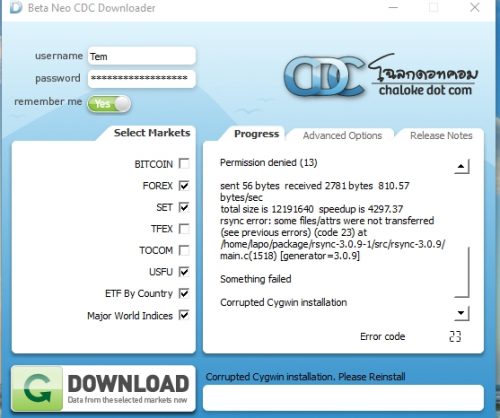 Beta Neo CDC Downloader
username Tem
password ******************
remember me Yes
CDC โฉลกดอทคอม
chaloke dot com
Select Markets
BITCOIN
FOREX
SET
TFEX
TOCOM
USFU
ETF By Country
Major World Indices
Progress Advanced Options Release Notes
Permission denied (13)
sent 56 bytes received 2781 bytes 810.57
bytes/sec
total size is 12191640 speedup is 4297.37
rsync error: some files/attrs were not transferred
(see previous errors) (code 23) at
/home/lapo/package/rsync-3.0.9-1/src/rsync-3.0.9/
main.c(1518) [generator=3.0.9]
Something failed
Corrupted Cygwin installation
Error code 23
DOWNLOAD
Data from the selected markets now
Corrupted Cygwin installation. Please Reinstall